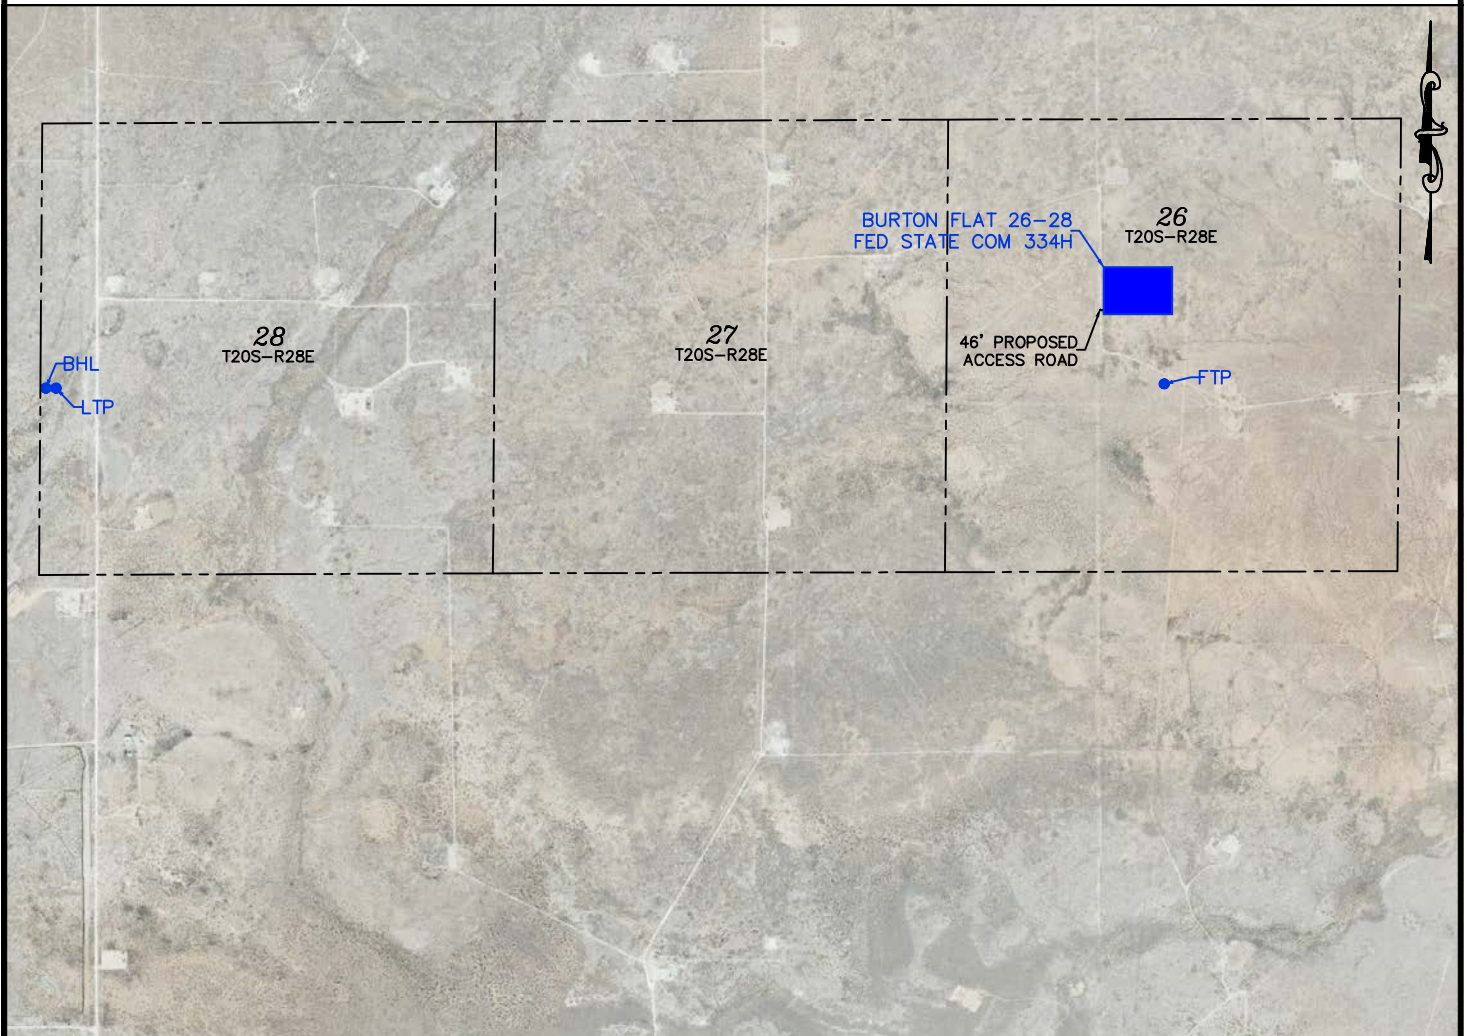 BURTON FLAT 26-28
FED STATE COM 334H
26
T20S-R28E
28
T20S-R28E
27
T20S-R28E
46' PROPOSED
ACCESS ROAD
BHL
LTP
FTP